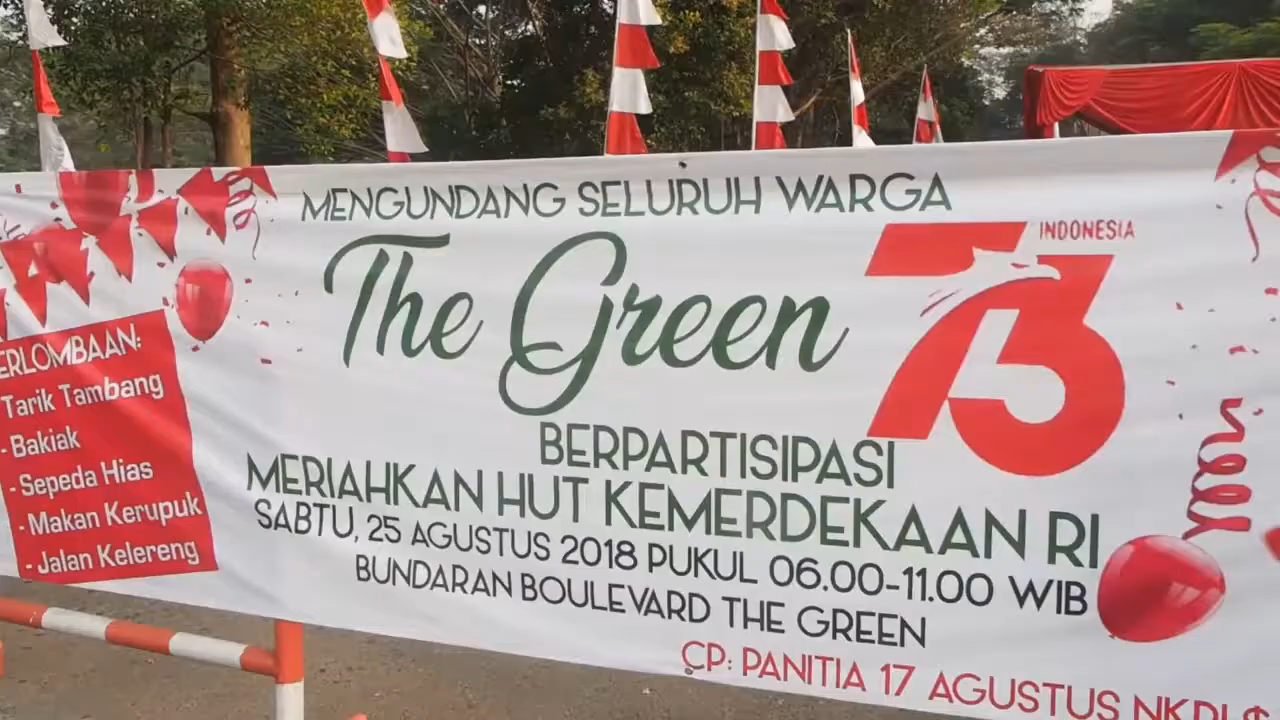 MENGUNDANG SELURUH WARGA
The Green
73
INDONESIA
BERPARTISIPASI
MERIAHKAN HUT KEMERDEKAAN RI
SABTU, 25 AGUSTUS 2018 PUKUL 06.00-11.00 WIB
BUNDARAN BOULEVARD THE GREEN
CP: PANITIA 17 AGUSTUS
ERLOMBAAN:
Tarik Tambang
- Bakiak
- Sepeda Hias
- Makan Kerupuk
- Jalan Kelereng